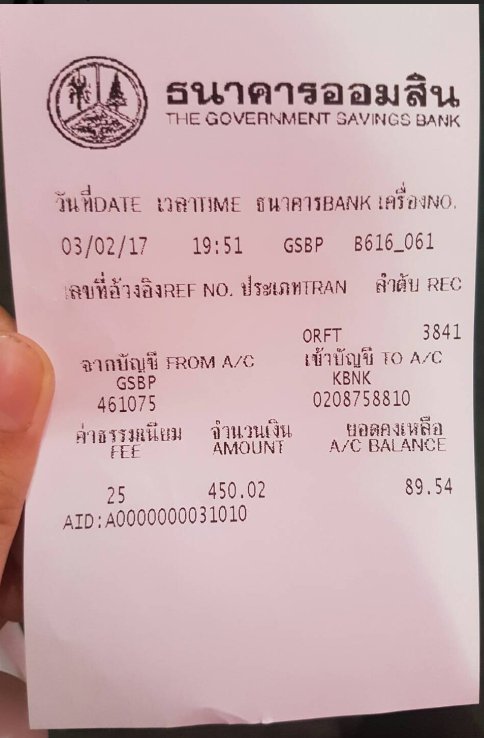 ธนาคารออมสิน
THE GOVERNMENT SAVINGS BANK
วันที่DATE เวลาTIME ธนาคารBANK เครื่องNO.
03/02/17 19:51 GSBP B616_061
เลขที่อ้างอิงREF NO. ประเภทTRAN ลำดับ REC
ORFT 3841
จากบัญชี FROM A/C เข้าบัญชี TO A/C
GSBP KBNK
461075 0208758810
ค่าธรรมเนียม จำนวนเงิน ยอดคงเหลือ
FEE AMOUNT A/C BALANCE
25 450.02 89.54
AID:A0000000031010